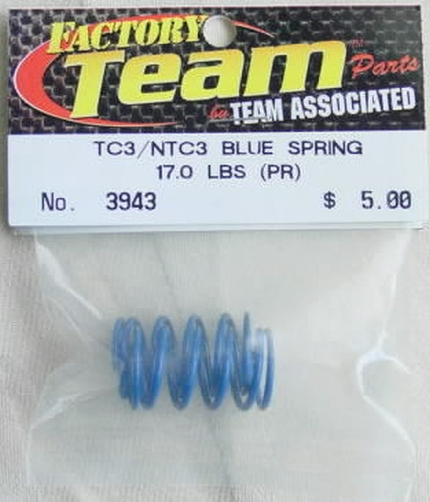 FACTORY
Team Parts
by TEAM ASSOCIATED
TC3/NTC3 BLUE SPRING
17.0 LBS (PR)
No. 3943 $ 5.00